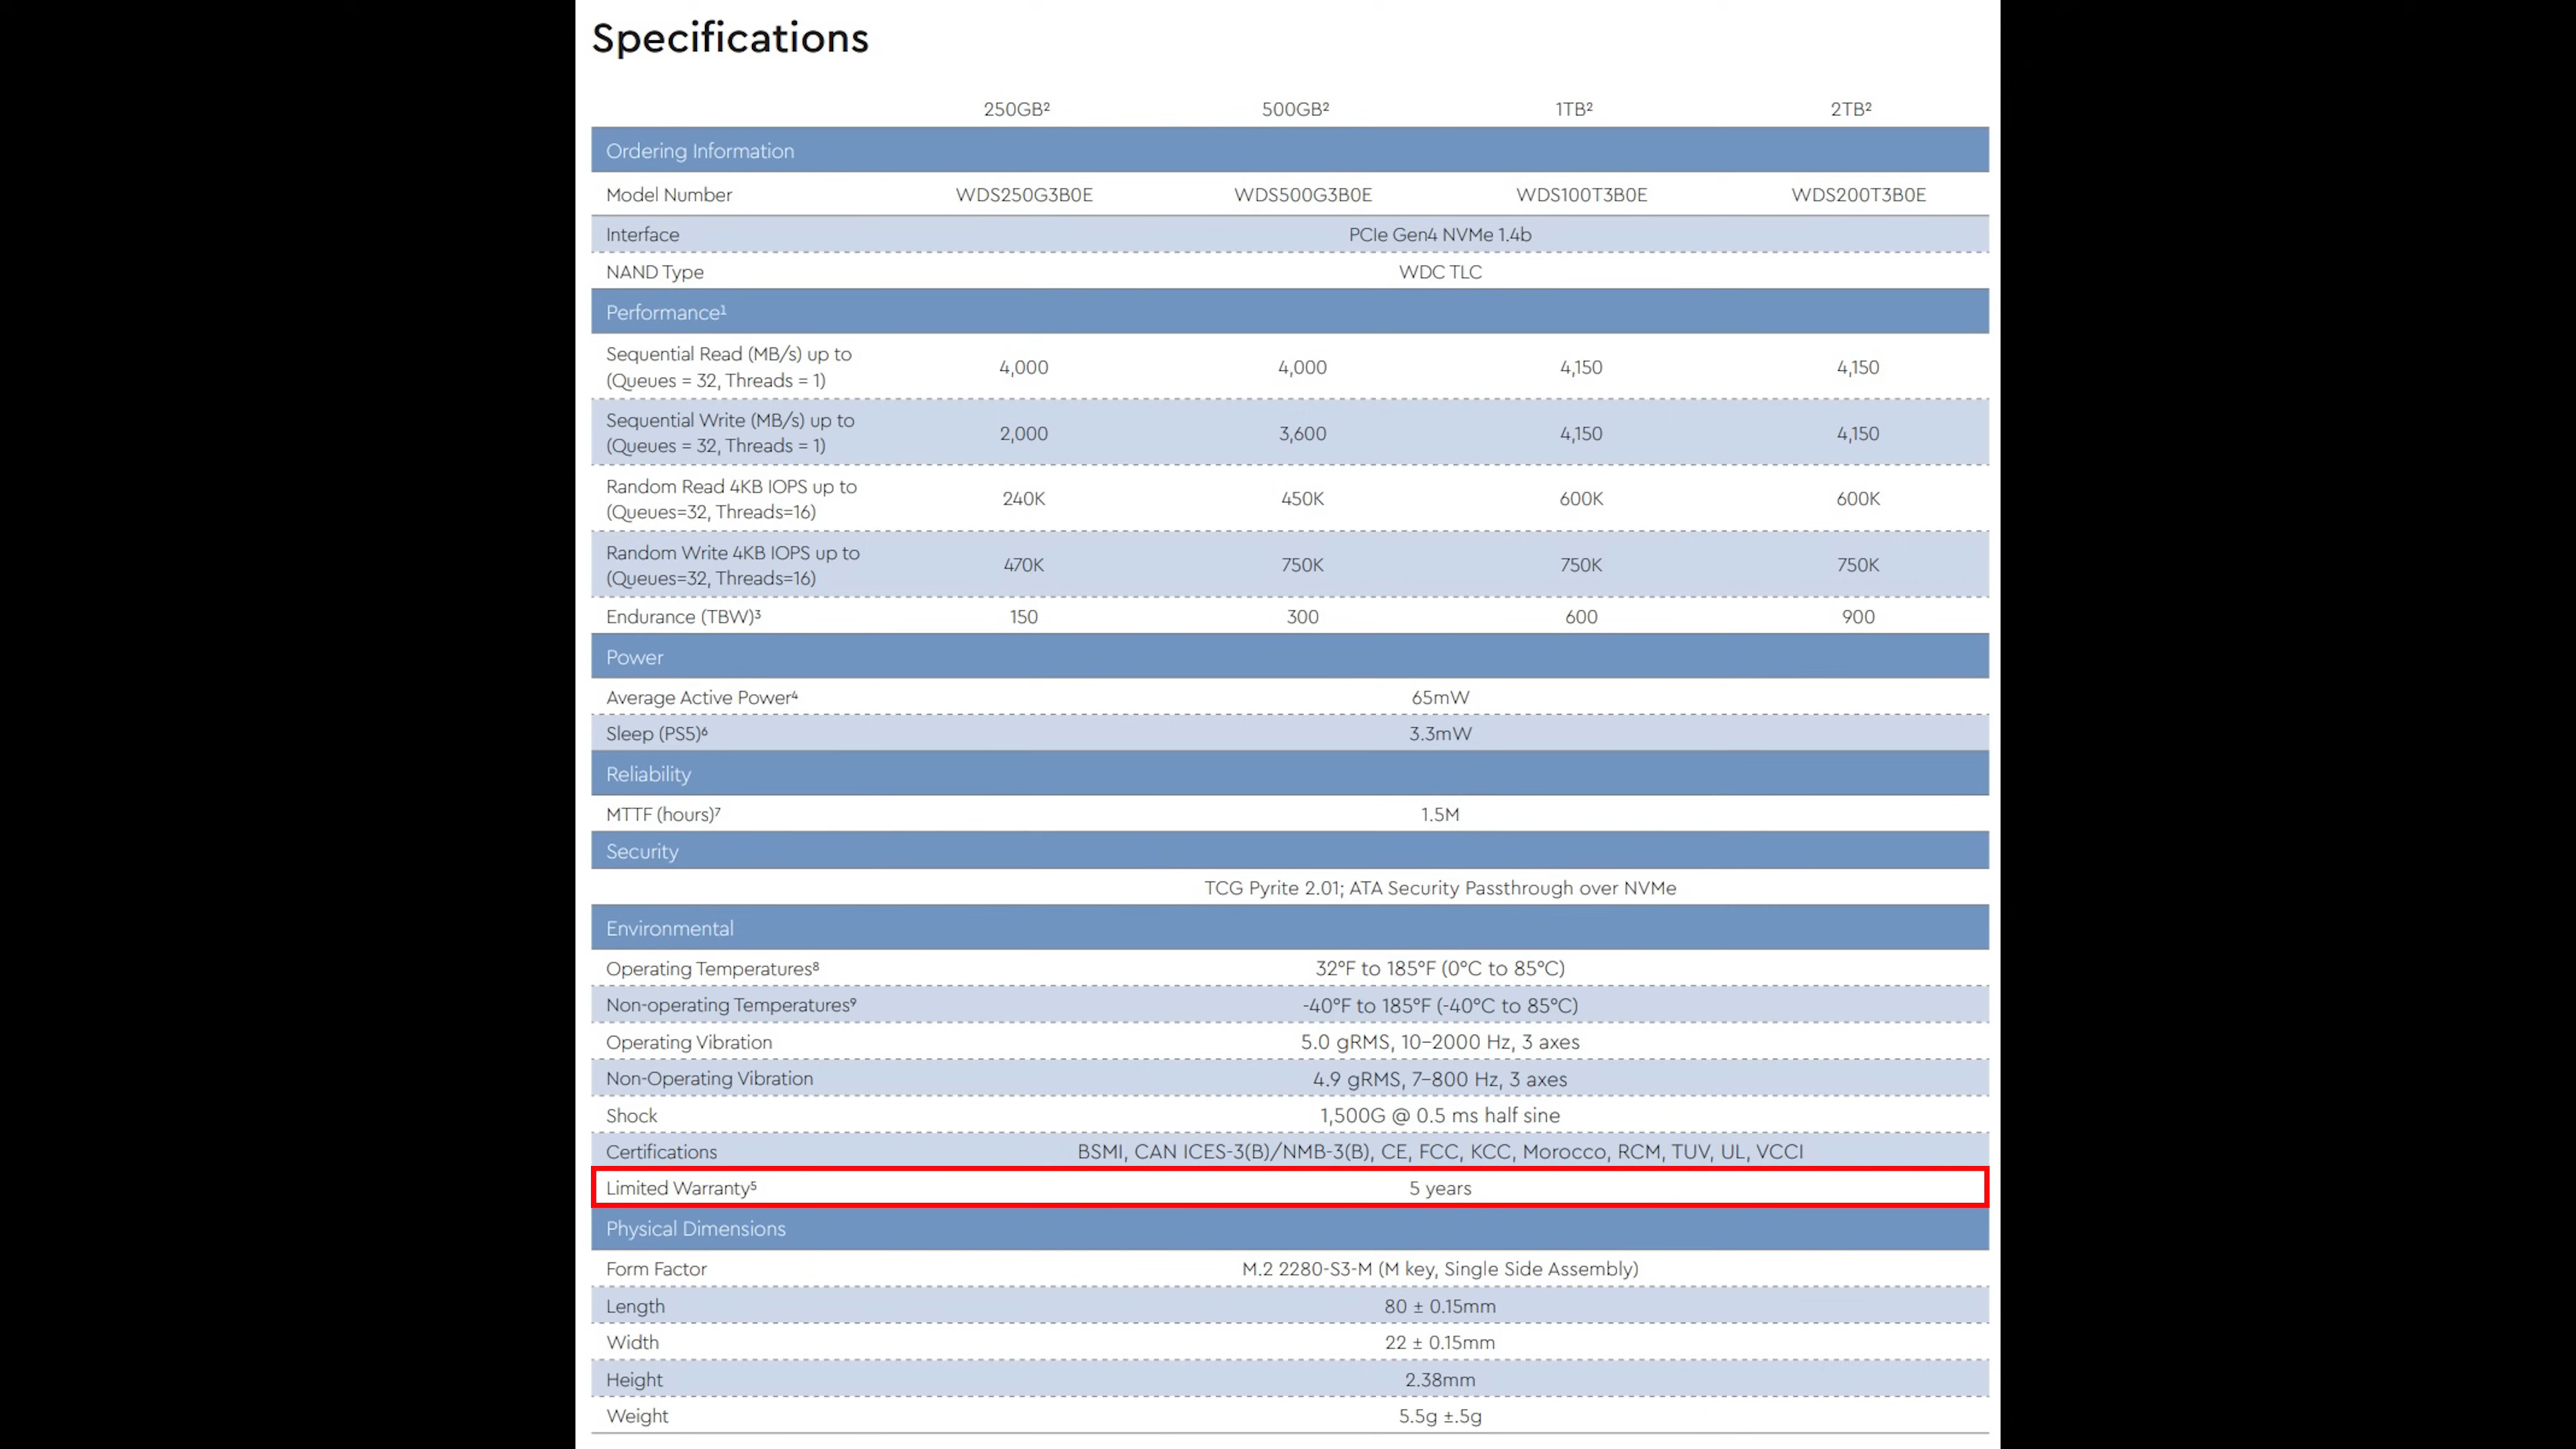 Specifications
250GB² 500GB² 1TB² 2TB²
Ordering Information
Model Number WDS250G3B0E WDS500G3B0E WDS100T3B0E WDS200T3B0E
Interface PCIe Gen4 NVMe 1.4b
NAND Type WDC TLC
Performance¹
Sequential Read (MB/s) up to
(Queues = 32, Threads = 1) 4,000 4,000 4,150 4,150
Sequential Write (MB/s) up to
(Queues = 32, Threads = 1) 2,000 3,600 4,150 4,150
Random Read 4KB IOPS up to
(Queues=32, Threads=16) 240K 450K 600K 600K
Random Write 4KB IOPS up to
(Queues=32, Threads=16) 470K 750K 750K 750K
Endurance (TBW)³ 150 300 600 900
Power
Average Active Power⁴ 65mW
Sleep (PS5)⁶ 3.3mW
Reliability
MTTF (hours)⁷ 1.5M
Security
TCG Pyrite 2.01; ATA Security Passthrough over NVMe
Environmental
Operating Temperatures⁸ 32°F to 185°F (0°C to 85°C)
Non-operating Temperatures⁹ -40°F to 185°F (-40°C to 85°C)
Operating Vibration 5.0 gRMS, 10–2000 Hz, 3 axes
Non-Operating Vibration 4.9 gRMS, 7–800 Hz, 3 axes
Shock 1,500G @ 0.5 ms half sine
Certifications BSMI, CAN ICES-3(B)/NMB-3(B), CE, FCC, KCC, Morocco, RCM, TUV, UL, VCCI
Limited Warranty⁵ 5 years
Physical Dimensions
Form Factor M.2 2280-S3-M (M key, Single Side Assembly)
Length 80 ± 0.15mm
Width 22 ± 0.15mm
Height 2.38mm
Weight 5.5g ±.5g